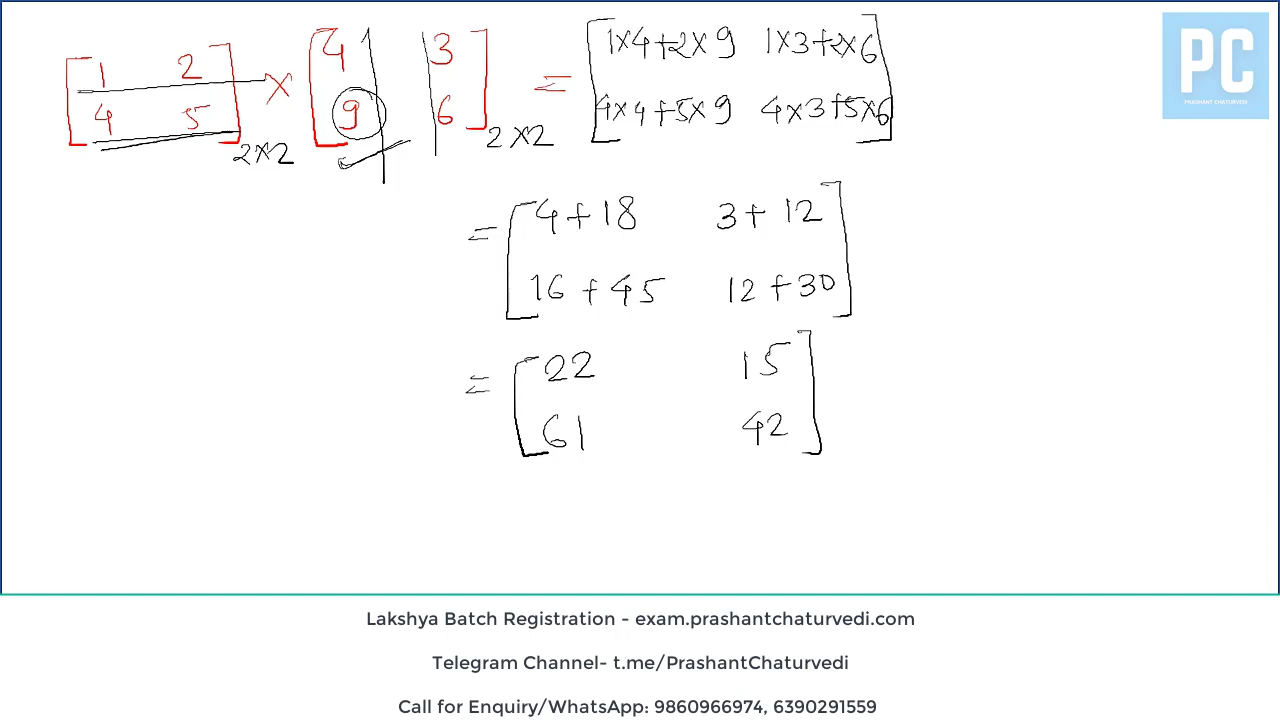 [1 2
4 5] 2×2 × [4 3
9 6] 2×2 = [1×4+2×9 1×3+2×6
4×4+5×9 4×3+5×6]
= [4+18 3+12
16+45 12+30]
= [22 15
61 42]
PC
PRASHANT CHATURVEDI
Lakshya Batch Registration - exam.prashantchaturvedi.com
Telegram Channel- t.me/PrashantChaturvedi
Call for Enquiry/WhatsApp: 9860966974, 6390291559